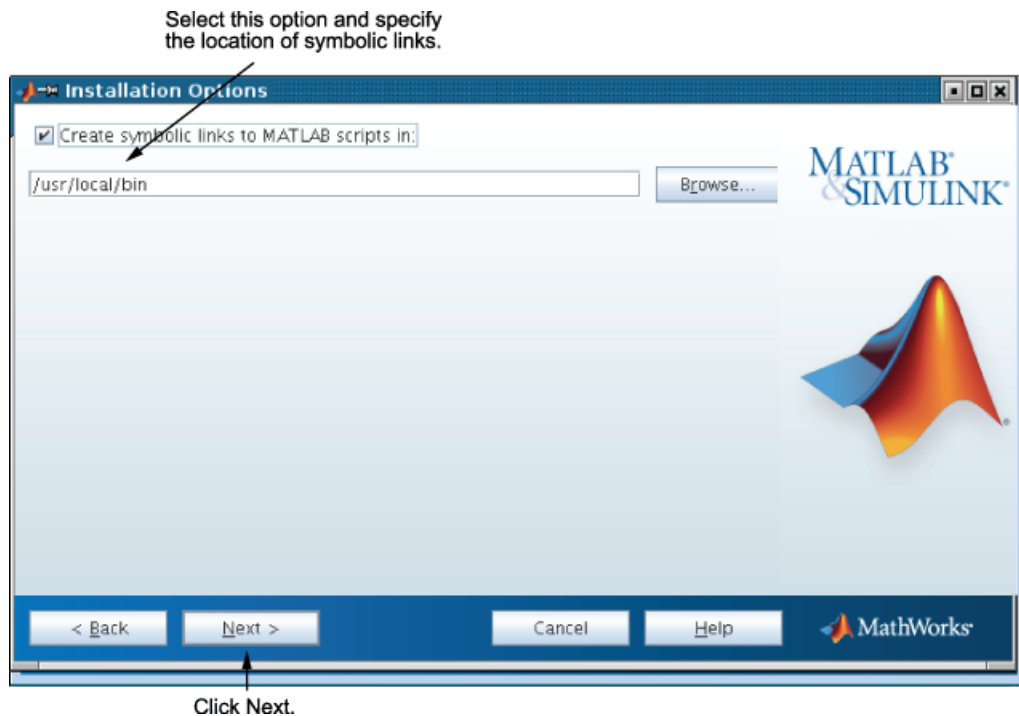 Select this option and specify
the location of symbolic links.
Installation Options
Create symbolic links to MATLAB scripts in:
/usr/local/bin
Browse...
MATLAB®
&SIMULINK®
< Back
Next >
Cancel
Help
MathWorks®
Click Next.